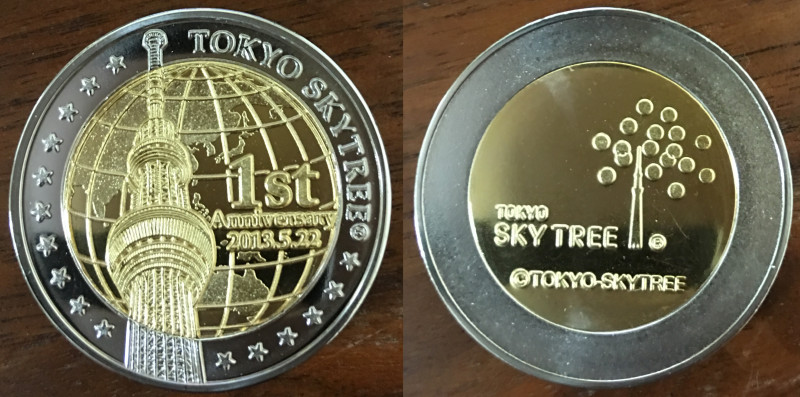 TOKYO SKYTREE®
1st
Anniversary
2013.5.22
TOKYO
SKY TREE ©
©TOKYO-SKYTREE